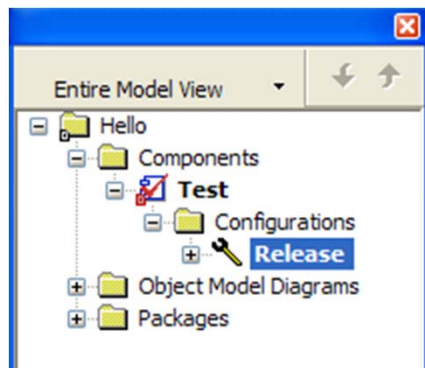 Entire Model View
Hello
Components
Test
Configurations
Release
Object Model Diagrams
Packages